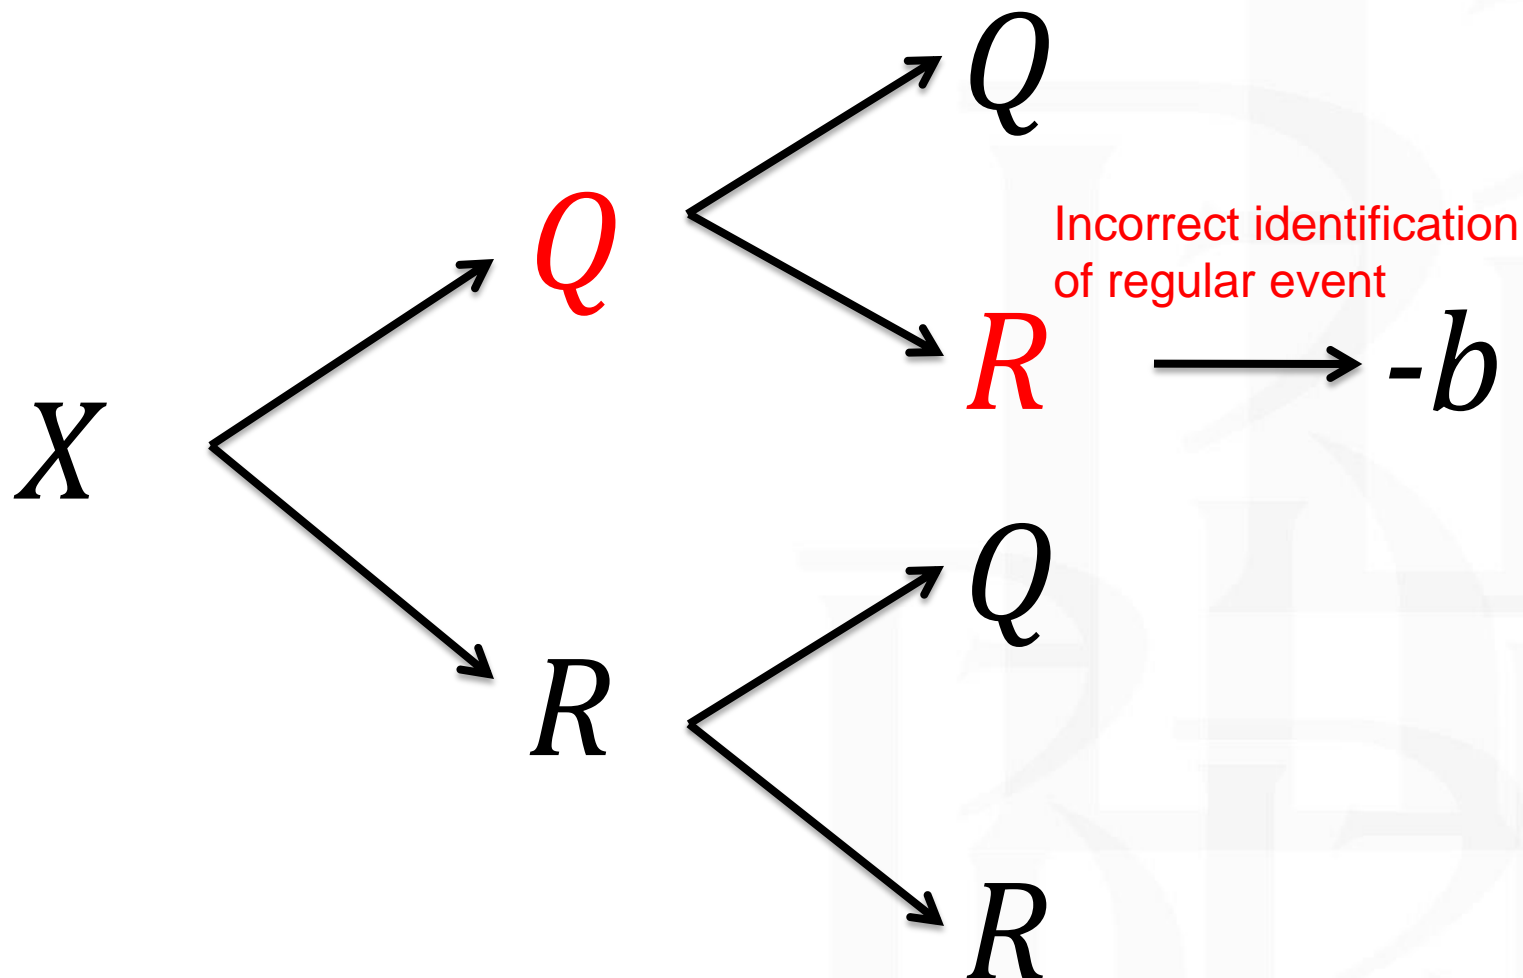 Q
Q
Incorrect identification
of regular event
R
-b
X
Q
R
R